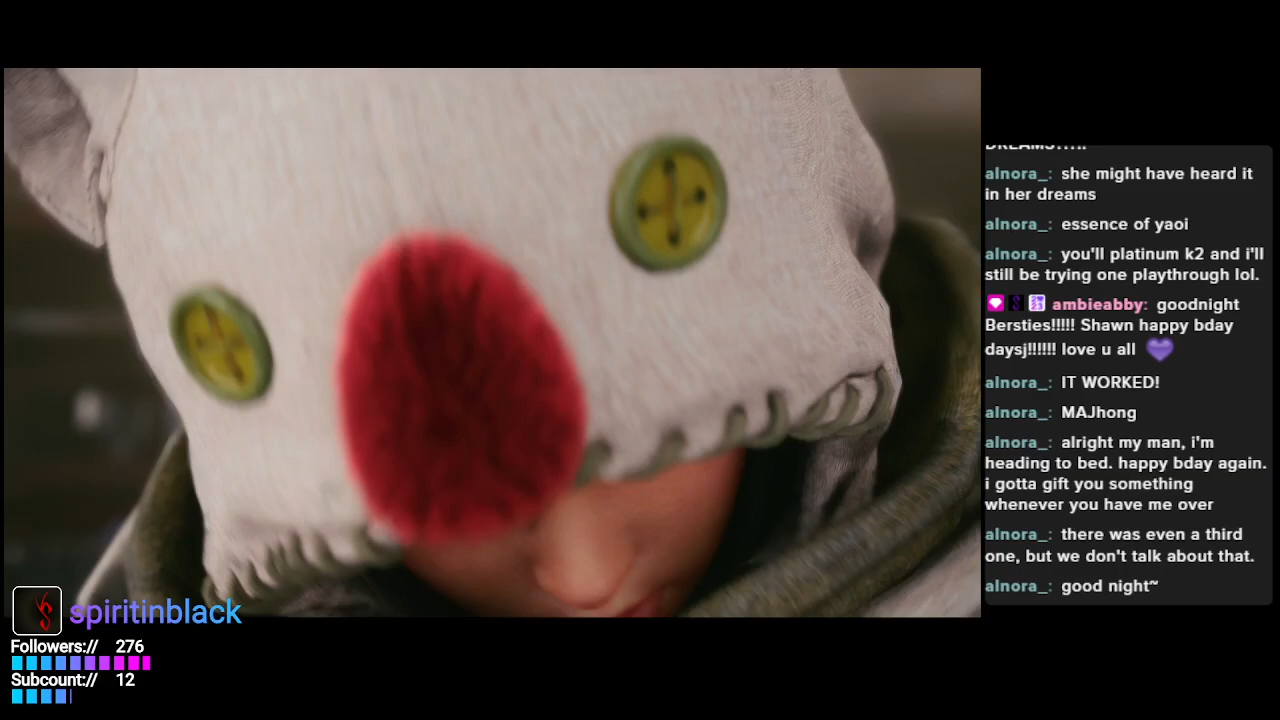 DREAMS!!!!!
alnora_: she might have heard it
in her dreams
alnora_: essence of yaoi
alnora_: you'll platinum k2 and i'll
still be trying one playthrough lol.
ambieabby: goodnight
Bersties!!!!! Shawn happy bday
daysj!!!!!! love u all
alnora_: IT WORKED!
alnora_: MAJhong
alnora_: alright my man, i'm
heading to bed. happy bday again.
i gotta gift you something
whenever you have me over
alnora_: there was even a third
one, but we don't talk about that.
alnora_: good night~
spiritinblack
Followers:// 276
Subcount:// 12